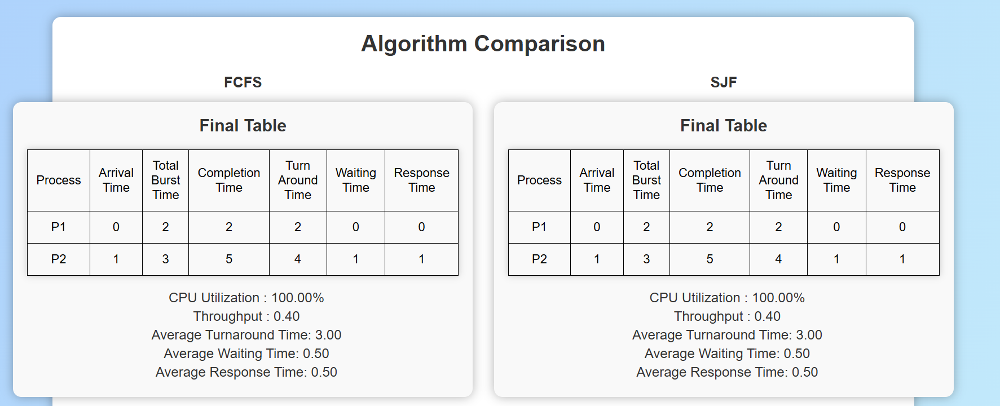 Algorithm Comparison
FCFS
Final Table
Process Arrival Time Total Burst Time Completion Time Turn Around Time Waiting Time Response Time
P1 0 2 2 2 0 0
P2 1 3 5 4 1 1
CPU Utilization : 100.00%
Throughput : 0.40
Average Turnaround Time: 3.00
Average Waiting Time: 0.50
Average Response Time: 0.50
SJF
Final Table
Process Arrival Time Total Burst Time Completion Time Turn Around Time Waiting Time Response Time
P1 0 2 2 2 0 0
P2 1 3 5 4 1 1
CPU Utilization : 100.00%
Throughput : 0.40
Average Turnaround Time: 3.00
Average Waiting Time: 0.50
Average Response Time: 0.50